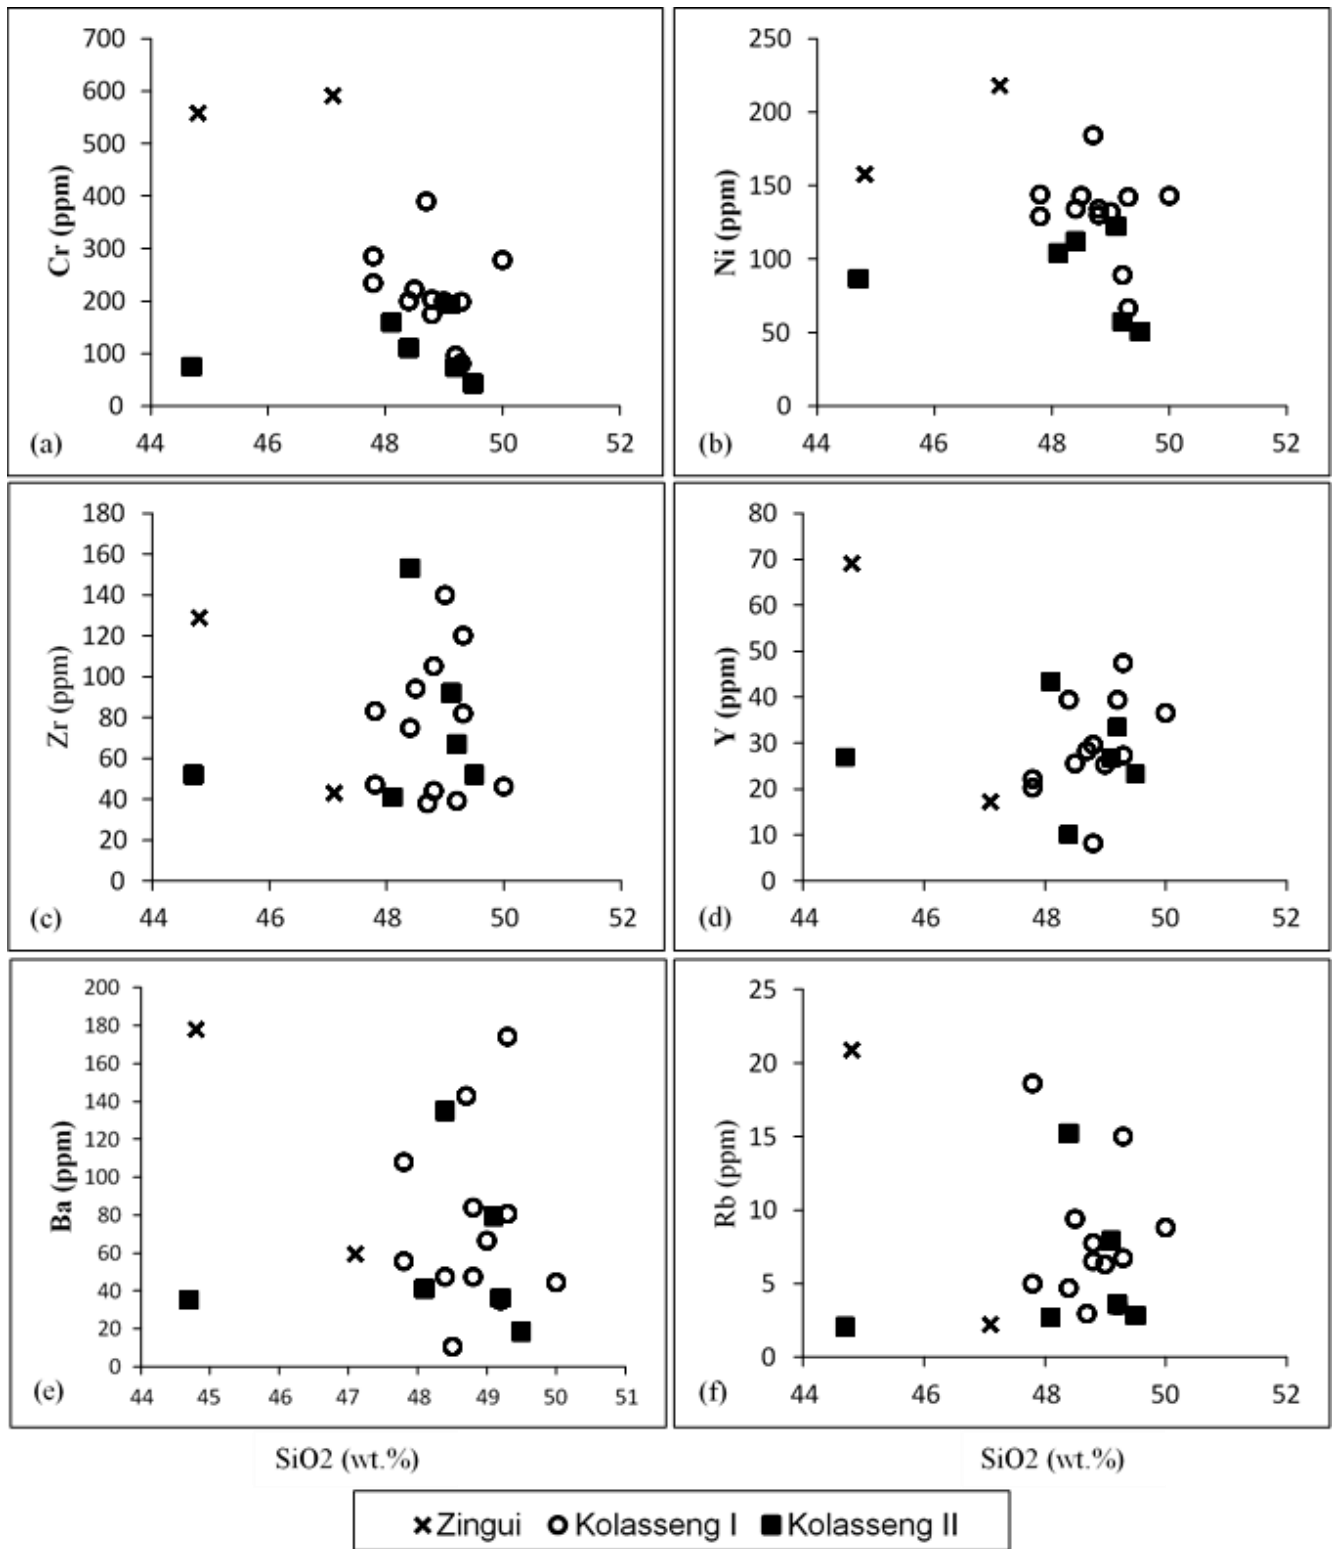 700
600
500
400
300
200
100
0
Cr (ppm)
44 46 48 50 52
(a)
250
200
150
100
50
0
Ni (ppm)
44 46 48 50 52
(b)
180
160
140
120
100
80
60
40
20
0
Zr (ppm)
44 46 48 50 52
(c)
80
70
60
50
40
30
20
10
0
Y (ppm)
44 46 48 50 52
(d)
200
180
160
140
120
100
80
60
40
20
0
Ba (ppm)
44 45 46 47 48 49 50 51
(e)
25
20
15
10
5
0
Rb (ppm)
44 46 48 50 52
(f)
SiO2 (wt.%) SiO2 (wt.%)
Zingui Kolasseng I Kolasseng II